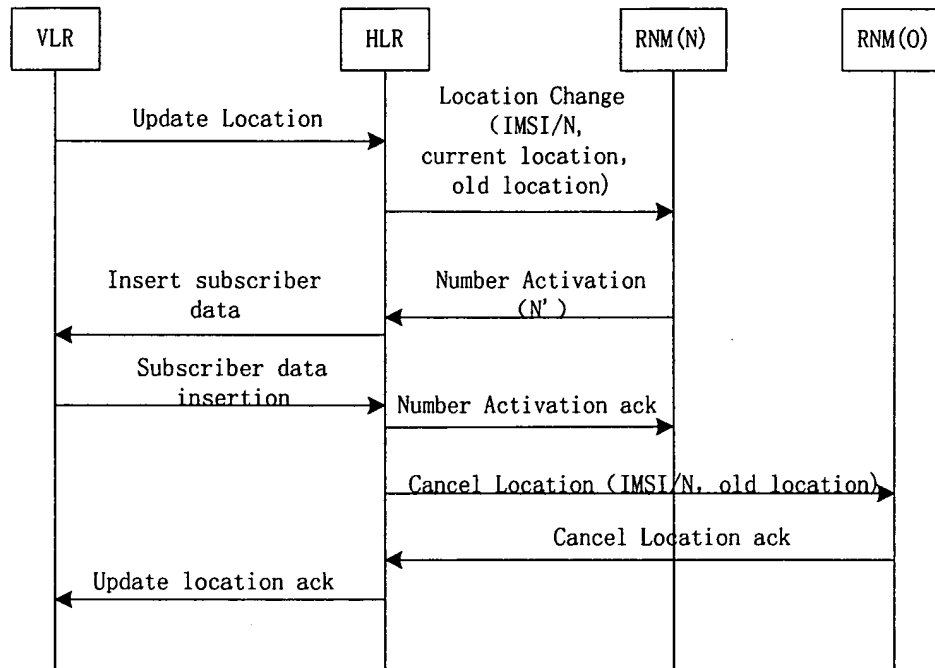 VLR
HLR
RNM(N)
RNM(O)
Update Location
Location Change
(IMSI/N,
current location,
old location)
Insert subscriber
data
Number Activation
(N')
Subscriber data
insertion
Number Activation ack
Cancel Location (IMSI/N, old location)
Cancel Location ack
Update location ack